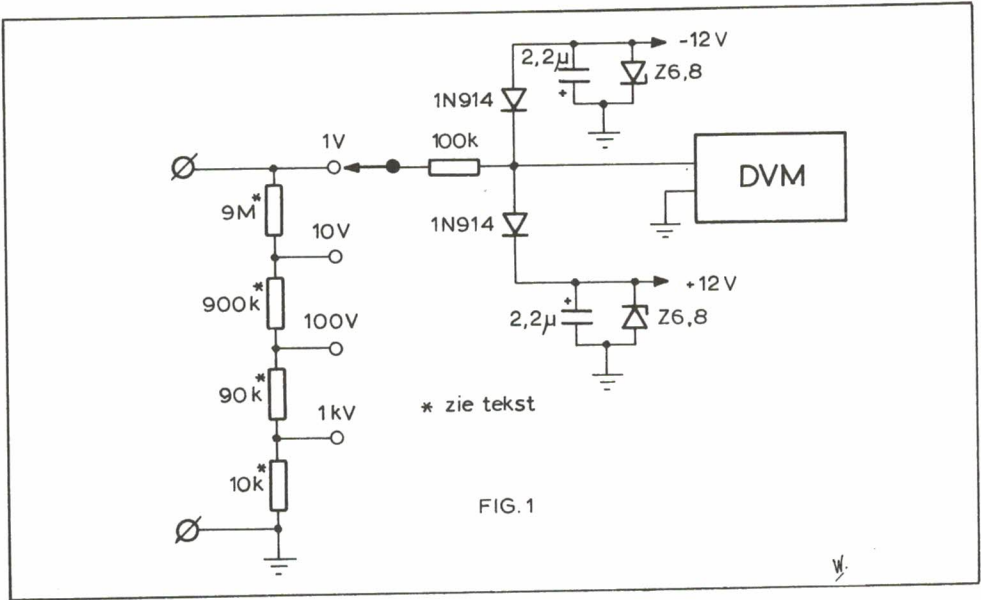 -12V
2,2µ
+
Z6,8
1N914
1V
100k
DVM
9M*
1N914
10V
+12V
900k*
+
2,2µ
Z6,8
100V
90k*
1kV
* zie tekst
10k*
FIG.1
W.